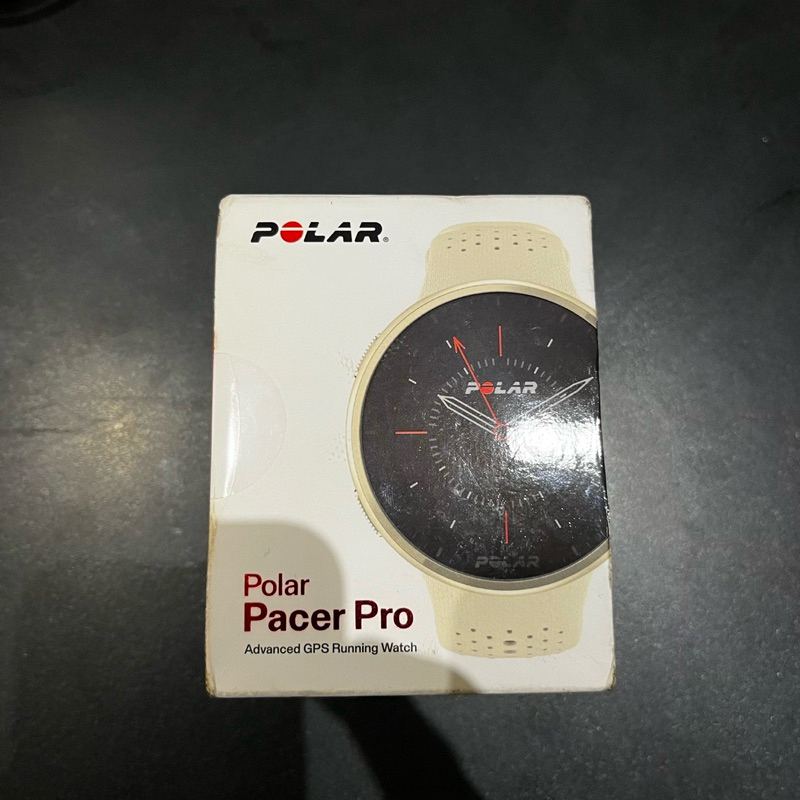 POLAR®
POLAR
POLAR
Polar
Pacer Pro
Advanced GPS Running Watch